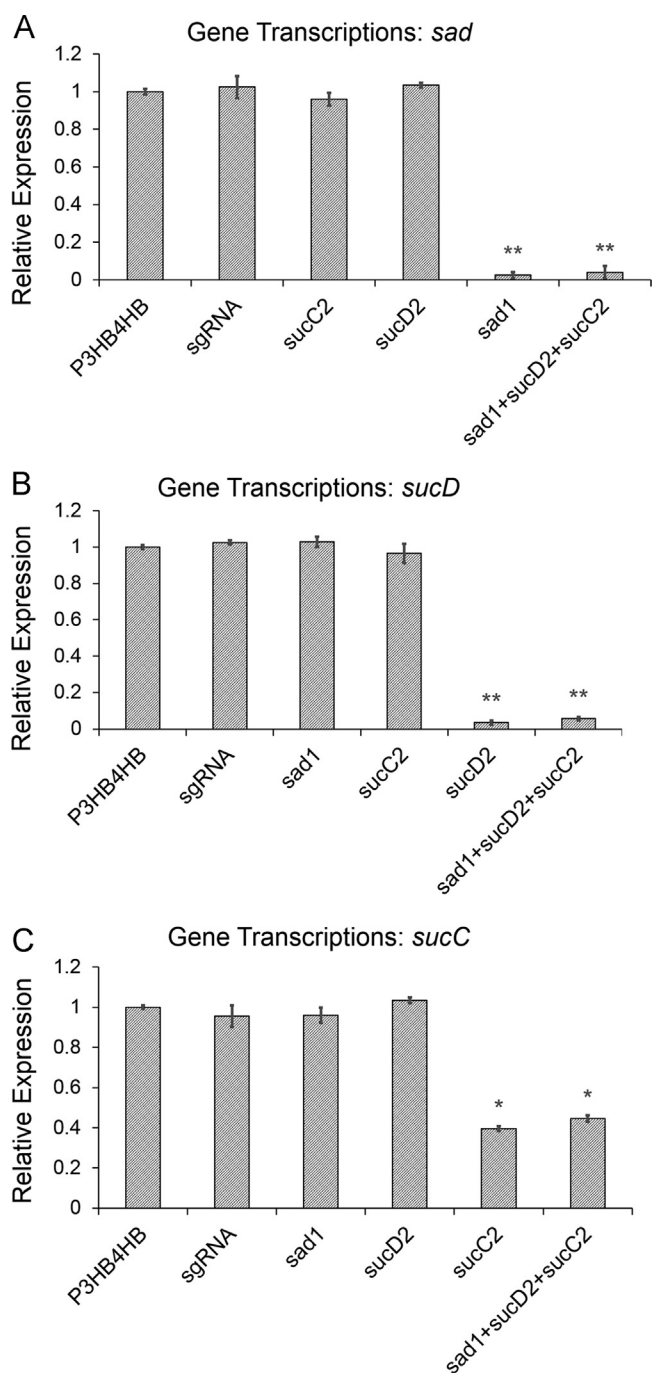 A
Gene Transcriptions: sad
Relative Expression
1.2
1
0.8
0.6
0.4
0.2
0
**
**
P3HB4HB
sgRNA
sucC2
sucD2
sad1
sad1+sucD2+sucC2
B
Gene Transcriptions: sucD
Relative Expression
1.2
1
0.8
0.6
0.4
0.2
0
**
**
P3HB4HB
sgRNA
sad1
sucC2
sucD2
sad1+sucD2+sucC2
C
Gene Transcriptions: sucC
Relative Expression
1.2
1
0.8
0.6
0.4
0.2
0
*
*
P3HB4HB
sgRNA
sad1
sucD2
sucC2
sad1+sucD2+sucC2